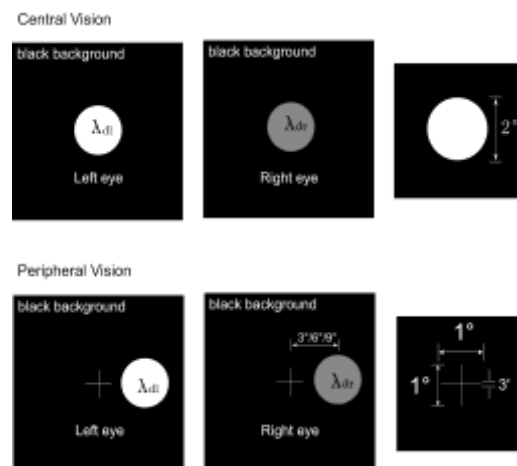 Central Vision
black background
λdl
Left eye
black background
λdr
Right eye
2°
Peripheral Vision
black background
λdl
Left eye
black background
3°/6°/9°
λdr
Right eye
1°
1°
3′